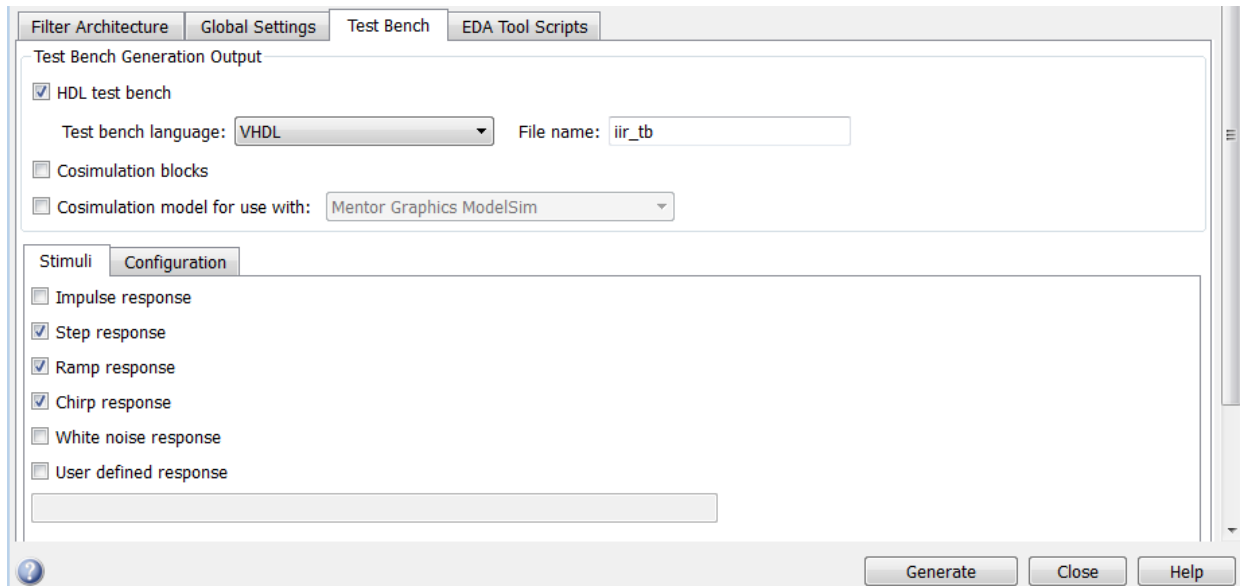 Filter Architecture Global Settings Test Bench EDA Tool Scripts
Test Bench Generation Output
HDL test bench
Test bench language: VHDL File name: iir_tb
Cosimulation blocks
Cosimulation model for use with: Mentor Graphics ModelSim
Stimuli Configuration
Impulse response
Step response
Ramp response
Chirp response
White noise response
User defined response
? Generate Close Help